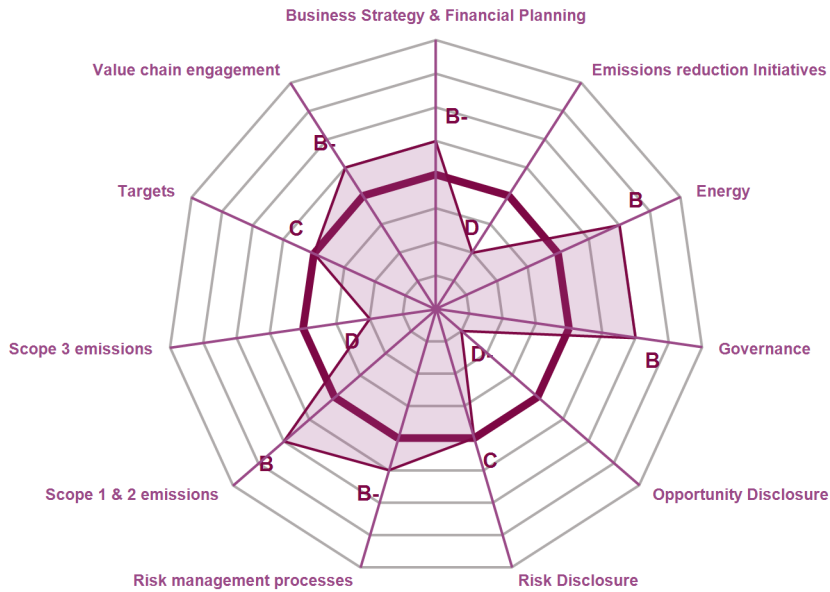 Business Strategy & Financial Planning
Value chain engagement
Emissions reduction Initiatives
B-
B-
Targets
Energy
C
D
B
Scope 3 emissions
Governance
D
D-
B
B
B-
C
Scope 1 & 2 emissions
Opportunity Disclosure
Risk management processes
Risk Disclosure